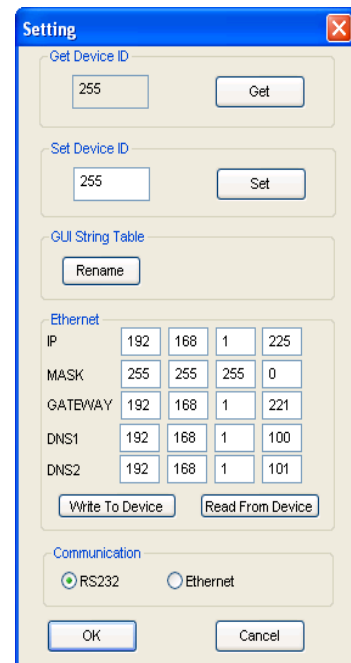 Setting
Get Device ID
255 Get
Set Device ID
255 Set
GUI String Table
Rename
Ethernet
IP 192 168 1 225
MASK 255 255 255 0
GATEWAY 192 168 1 221
DNS1 192 168 1 100
DNS2 192 168 1 101
Write To Device Read From Device
Communication
RS232 Ethernet
OK Cancel